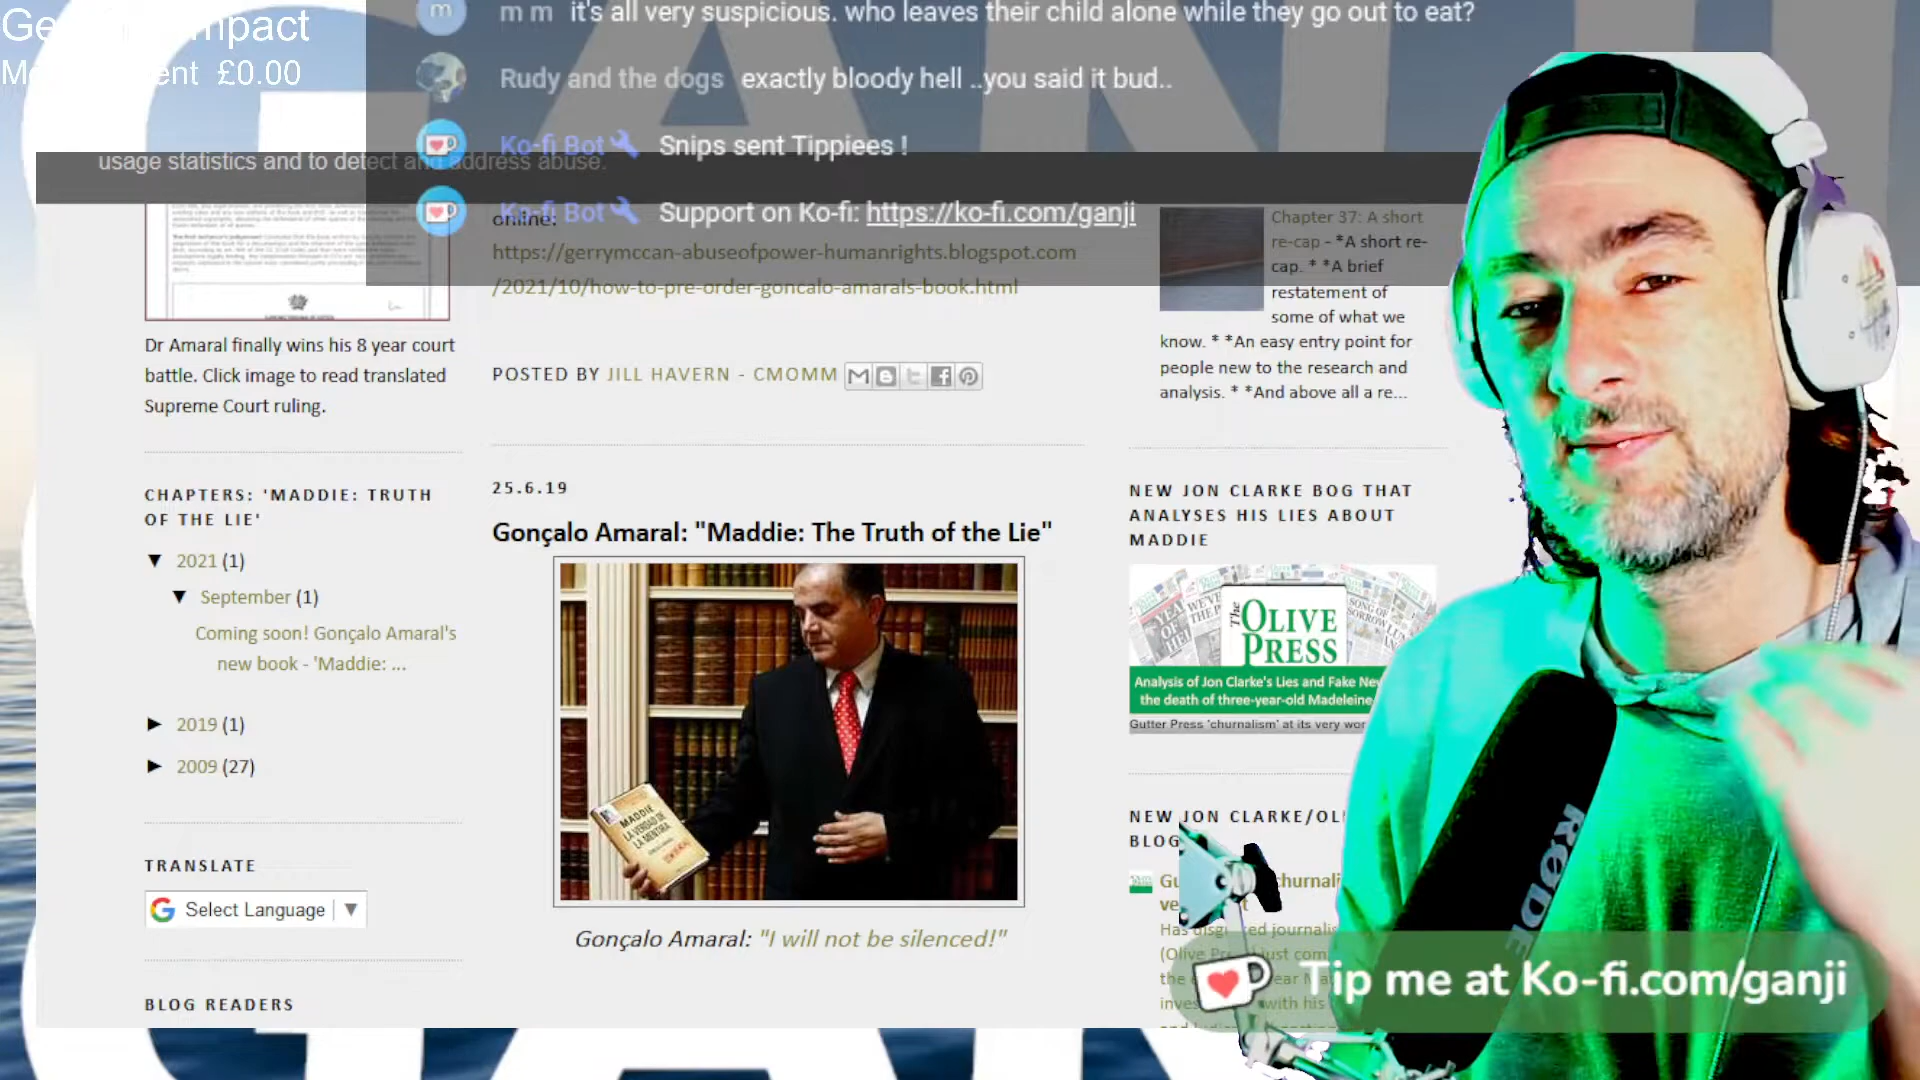 Ge mpact
Mo ent £0.00
m m it's all very suspicious. who leaves their child alone while they go out to eat?
Rudy and the dogs exactly bloody hell ..you said it bud..
Ko-fi Bot Snips sent Tippiees !
Ko-fi Bot Support on Ko-fi: https://ko-fi.com/ganji
usage statistics and to detect and address abuse.
Dr Amaral finally wins his 8 year court
battle. Click image to read translated
Supreme Court ruling.
CHAPTERS: 'MADDIE: TRUTH
OF THE LIE'
▼ 2021 (1)
▼ September (1)
Coming soon! Gonçalo Amaral's
new book - 'Maddie: ...
► 2019 (1)
► 2009 (27)
TRANSLATE
G Select Language ▼
BLOG READERS
online:
https://gerrymccan-abuseofpower-humanrights.blogspot.com
/2021/10/how-to-pre-order-goncalo-amarals-book.html
POSTED BY JILL HAVERN - CMOMM
25.6.19
Gonçalo Amaral: "Maddie: The Truth of the Lie"
MADDIE
LA VERDAD DE
LA MENTIRA
Gonçalo Amaral: "I will not be silenced!"
Chapter 37: A short
re-cap - *A short re-
cap. * *A brief
restatement of
some of what we
know. * *An easy entry point for
people new to the research and
analysis. * *And above all a re...
NEW JON CLARKE BOG THAT
ANALYSES HIS LIES ABOUT
MADDIE
The
OLIVE
PRESS
Analysis of Jon Clarke's Lies and Fake New
the death of three-year-old Madeleine
Gutter Press 'churnalism' at its very wor
NEW JON CLARKE/OL
BLOG
RØDE
Tip me at Ko-fi.com/ganji